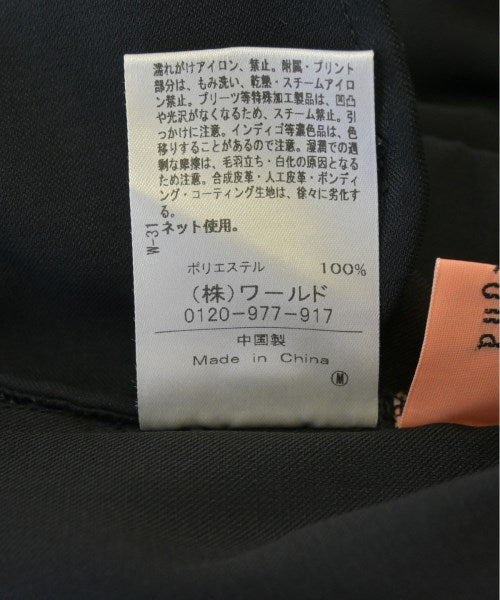 濡れがけアイロン、禁止。附属・プリント
部分は、もみ洗い、乾熱・スチームアイロ
ン禁止。プリーツ等特殊加工製品は、凹凸
や光沢がなくなるため、スチーム禁止。引
っかけに注意。インディゴ等濃色品は、色
移りすることがあるので注意。湿潤での過
剰な摩擦は、毛羽立ち・白化の原因となる
ため注意。合成皮革・人工皮革・ボンディ
ング・コーティング生地は、徐々に劣化す
る。
W-31
ネット使用。
ポリエステル 100%
(株)ワールド
0120-977-917
中国製
Made in China
M